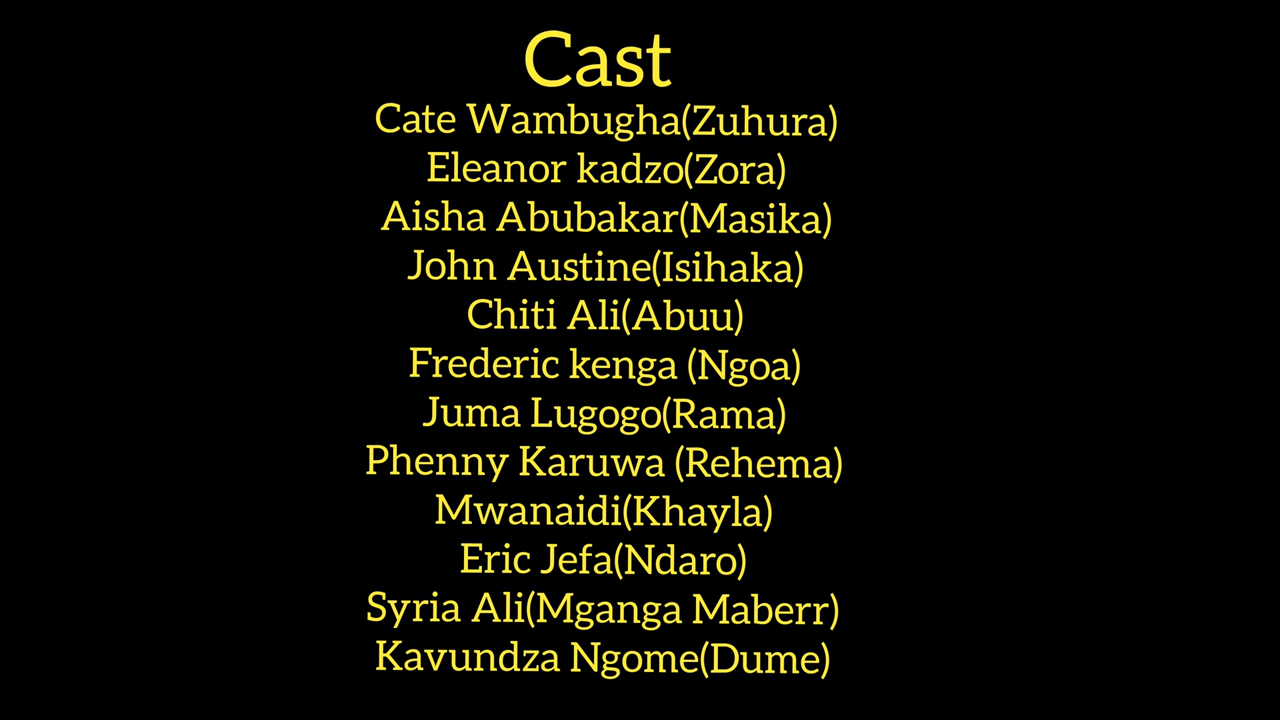 Cast
Cate Wambugha(Zuhura)
Eleanor kadzo(Zora)
Aisha Abubakar(Masika)
John Austine(Isihaka)
Chiti Ali(Abuu)
Frederic kenga (Ngoa)
Juma Lugogo(Rama)
Phenny Karuwa (Rehema)
Mwanaidi(Khayla)
Eric Jefa(Ndaro)
Syria Ali(Mganga Maberr)
Kavundza Ngome(Dume)